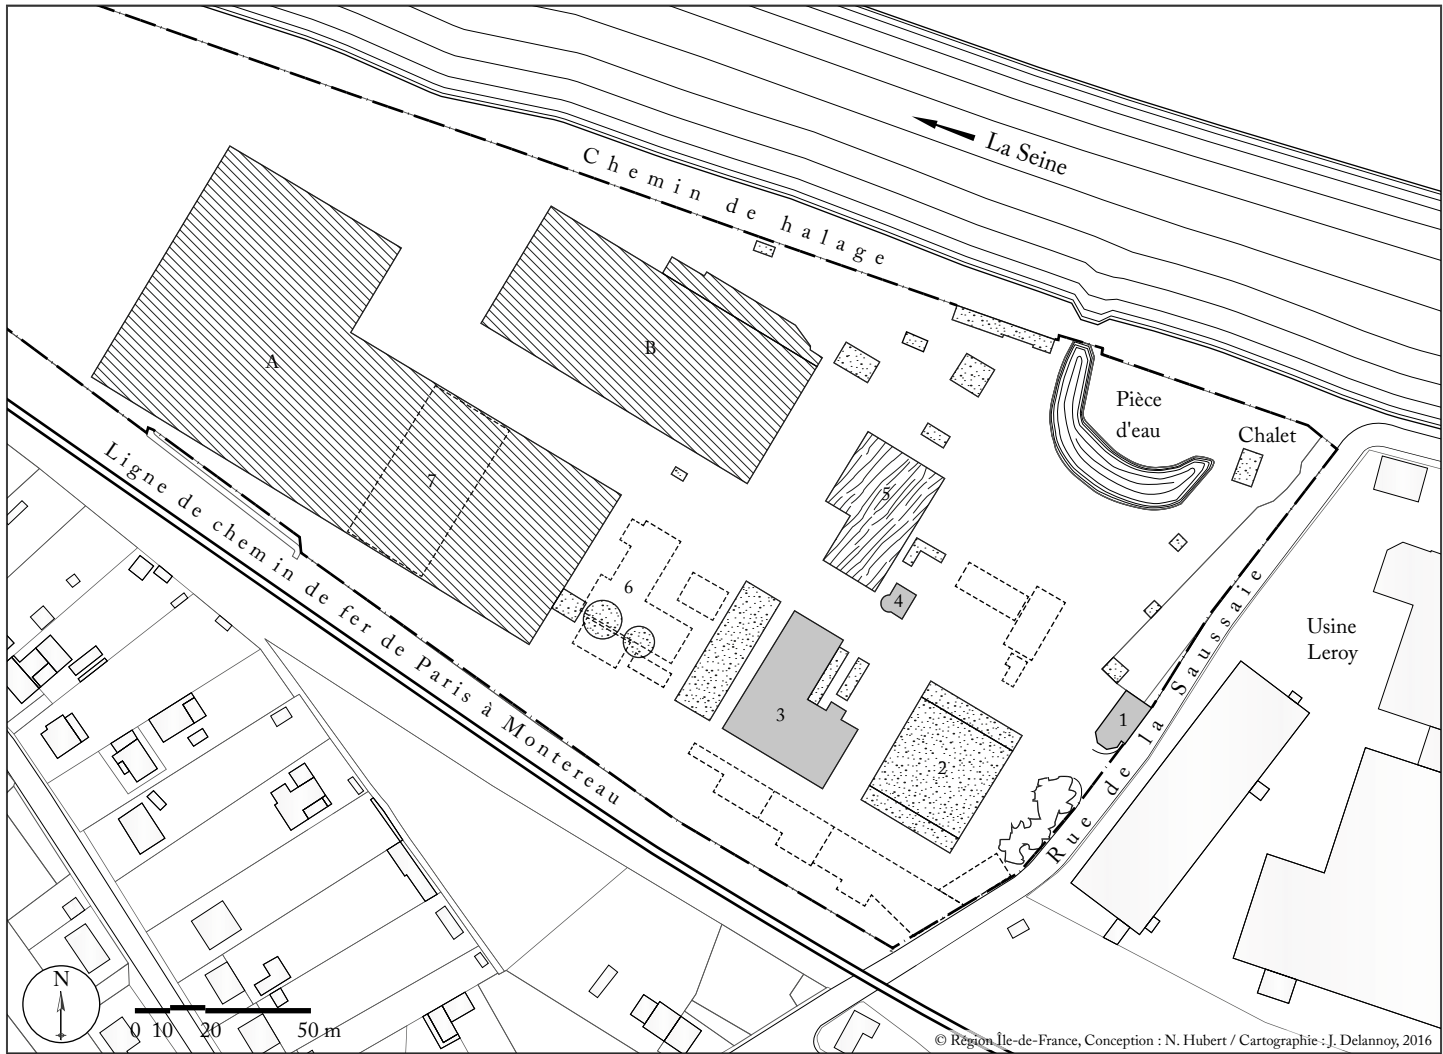 La Seine
Chemin de halage
A
B
7
5
6
4
3
2
1
Pièce
d'eau
Chalet
Usine
Leroy
Rue de la Saussaie
Ligne de chemin de fer de Paris à Montereau
N
0 10 20 50 m
© Région Île-de-France, Conception : N. Hubert / Cartographie : J. Delannoy, 2016